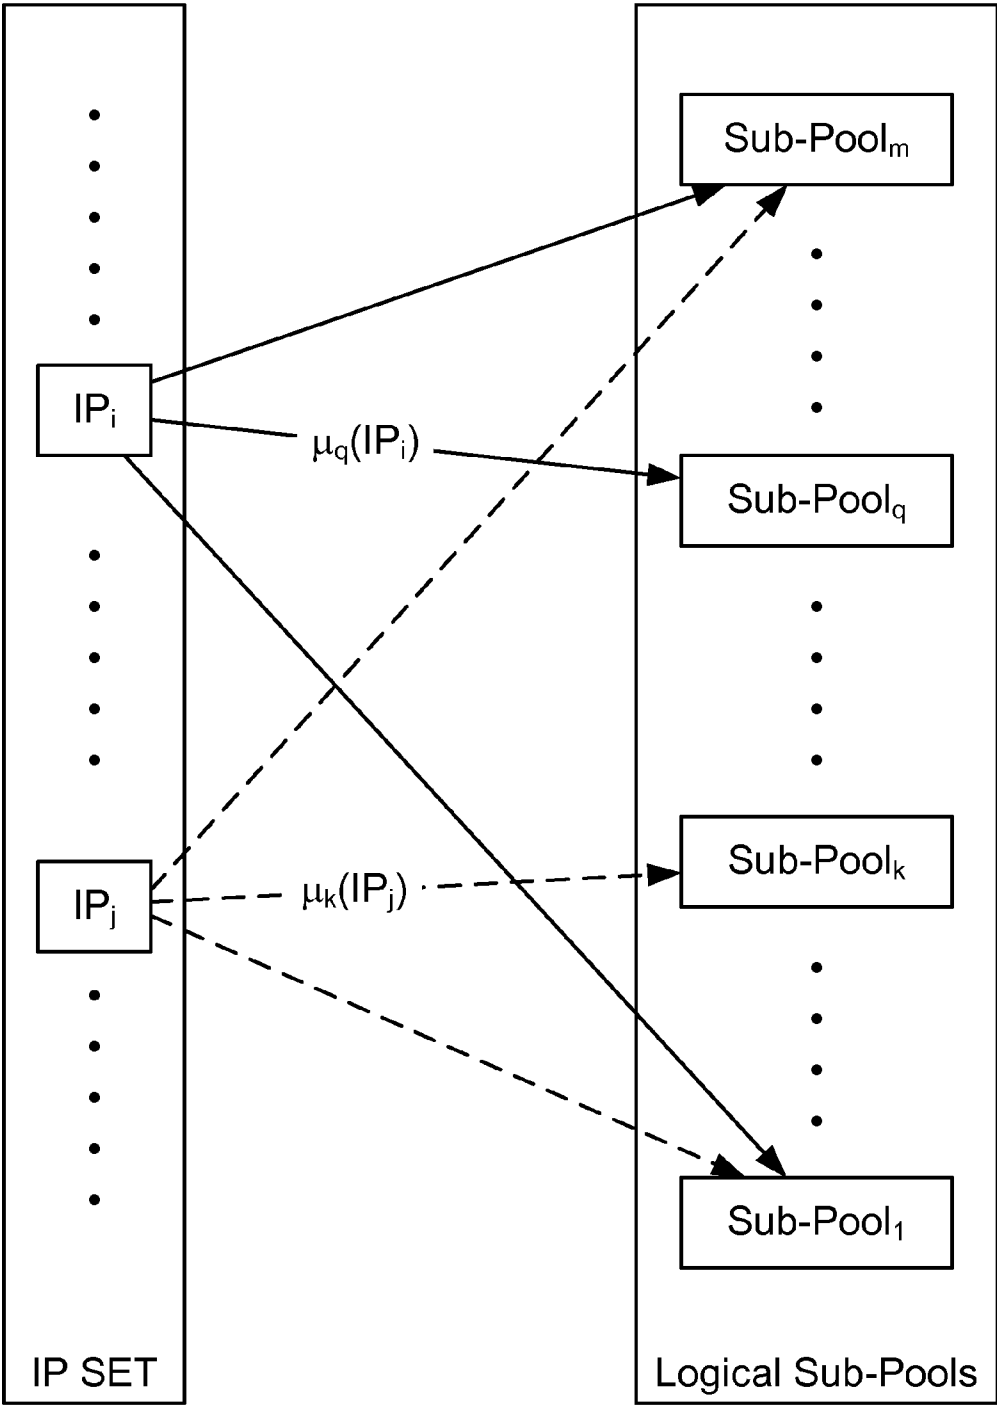 Sub-Poolₘ
IPᵢ
μq(IPᵢ)
Sub-Poolq
Sub-Poolₖ
IPⱼ
μₖ(IPⱼ)
Sub-Pool₁
IP SET
Logical Sub-Pools